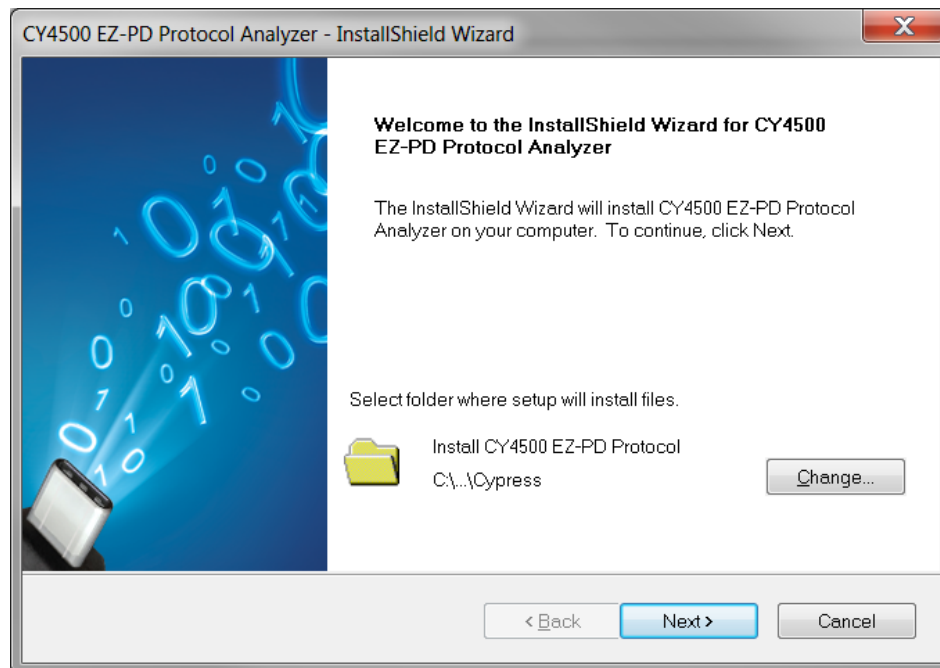 CY4500 EZ-PD Protocol Analyzer - InstallShield Wizard
Welcome to the InstallShield Wizard for CY4500
EZ-PD Protocol Analyzer
The InstallShield Wizard will install CY4500 EZ-PD Protocol
Analyzer on your computer. To continue, click Next.
Select folder where setup will install files.
Install CY4500 EZ-PD Protocol
C:\...\Cypress
Change...
< Back
Next >
Cancel